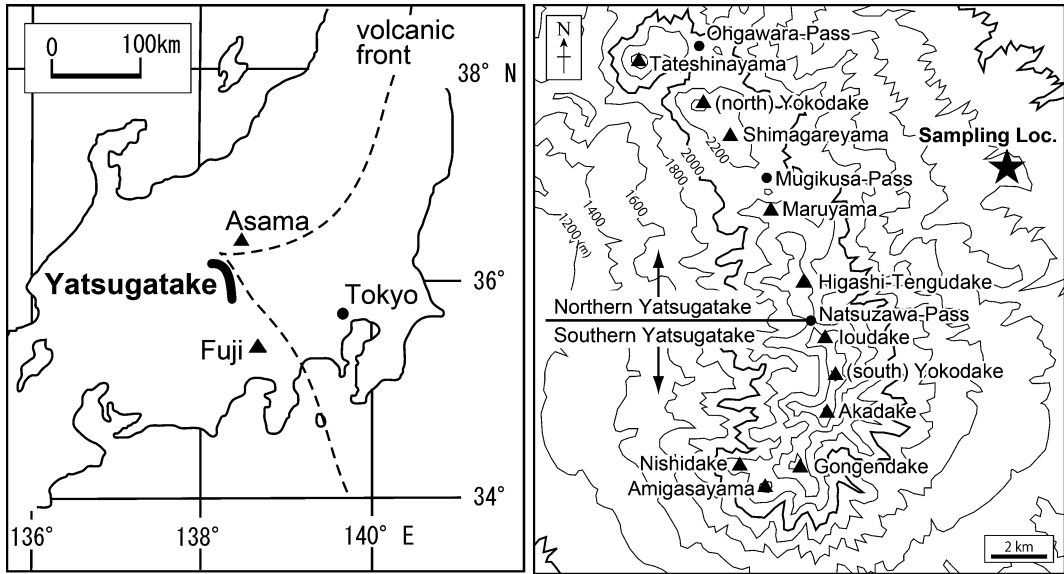 volcanic
front
0 100km
38° N
Asama
Yatsugatake
36°
Tokyo
Fuji
34°
136° 138° 140° E
N
Ohgawara-Pass
Tateshinayama
(north) Yokodake
Shimagareyama
Sampling Loc.
2200
2000
1800
1600
1400
1200(m)
Mugikusa-Pass
Maruyama
Higashi-Tengudake
Northern Yatsugatake
Natsuzawa-Pass
Southern Yatsugatake
Ioudake
(south) Yokodake
Akadake
Nishidake
Gongendake
Amigasayama
2 km